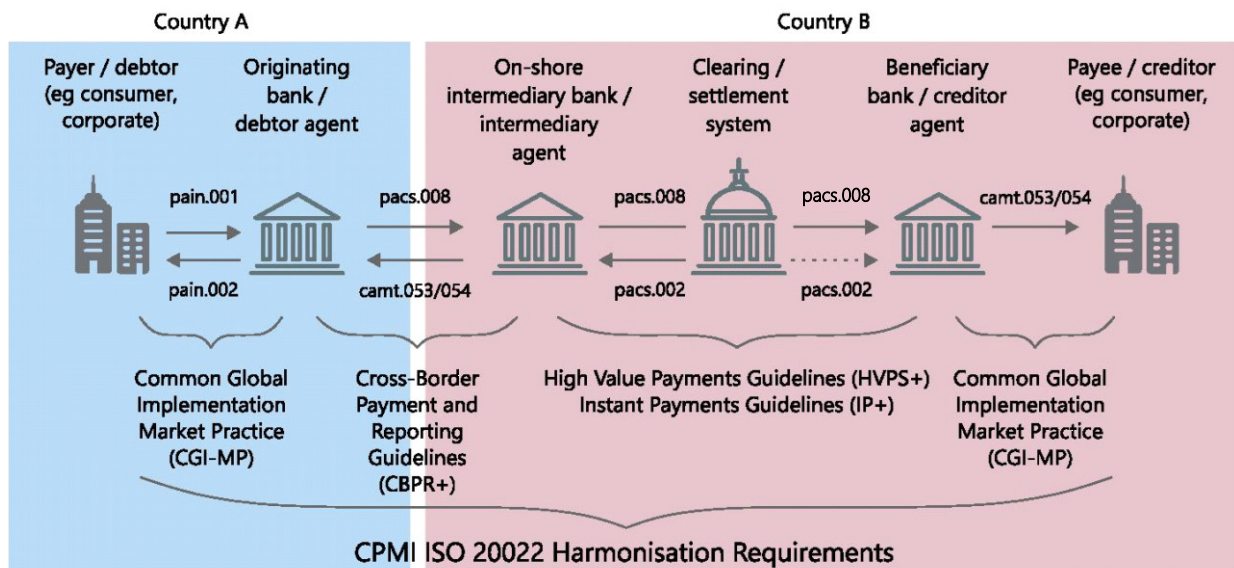 Country A
Country B
Payer / debtor
(eg consumer,
corporate)
Originating
bank /
debtor agent
On-shore
intermediary bank /
intermediary
agent
Clearing /
settlement
system
Beneficiary
bank / creditor
agent
Payee / creditor
(eg consumer,
corporate)
pain.001
pacs.008
pacs.008
pacs.008
camt.053/054
pain.002
camt.053/054
pacs.002
pacs.002
Common Global
Implementation
Market Practice
(CGI-MP)
Cross-Border
Payment and
Reporting
Guidelines
(CBPR+)
High Value Payments Guidelines (HVPS+)
Instant Payments Guidelines (IP+)
Common Global
Implementation
Market Practice
(CGI-MP)
CPMI ISO 20022 Harmonisation Requirements